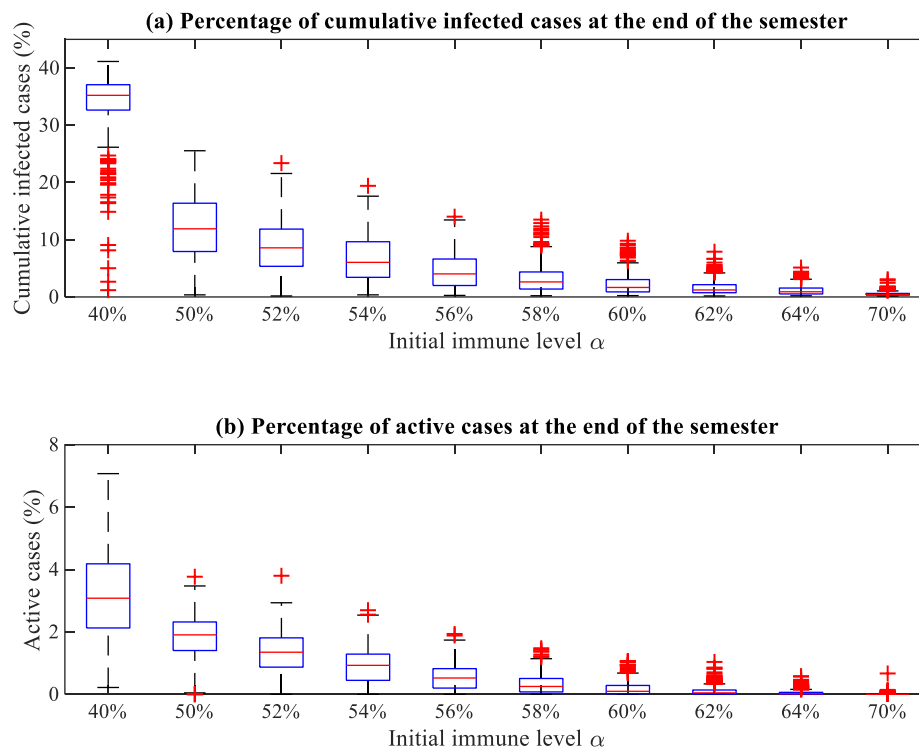 (a) Percentage of cumulative infected cases at the end of the semester
Cumulative infected cases (%)
40
30
20
10
0
40% 50% 52% 54% 56% 58% 60% 62% 64% 70%
Initial immune level α
(b) Percentage of active cases at the end of the semester
Active cases (%)
8
6
4
2
0
40% 50% 52% 54% 56% 58% 60% 62% 64% 70%
Initial immune level α